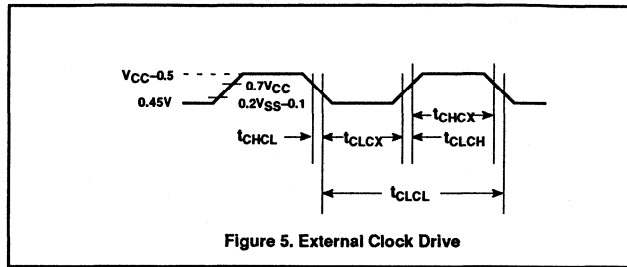 VCC–0.5
0.7VCC
0.45V
0.2VSS–0.1
tCHCX
tCHCL
tCLCX
tCLCH
tCLCL
Figure 5. External Clock Drive